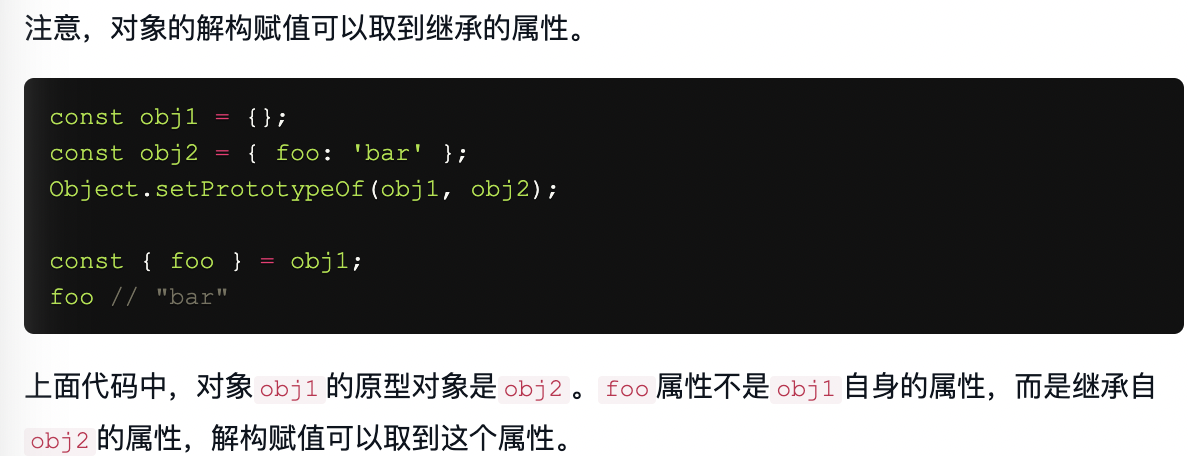 注意，对象的解构赋值可以取到继承的属性。
const obj1 = {};
const obj2 = { foo: 'bar' };
Object.setPrototypeOf(obj1, obj2);
const { foo } = obj1;
foo // "bar"
上面代码中，对象obj1的原型对象是obj2。foo属性不是obj1自身的属性，而是继承自
obj2的属性，解构赋值可以取到这个属性。